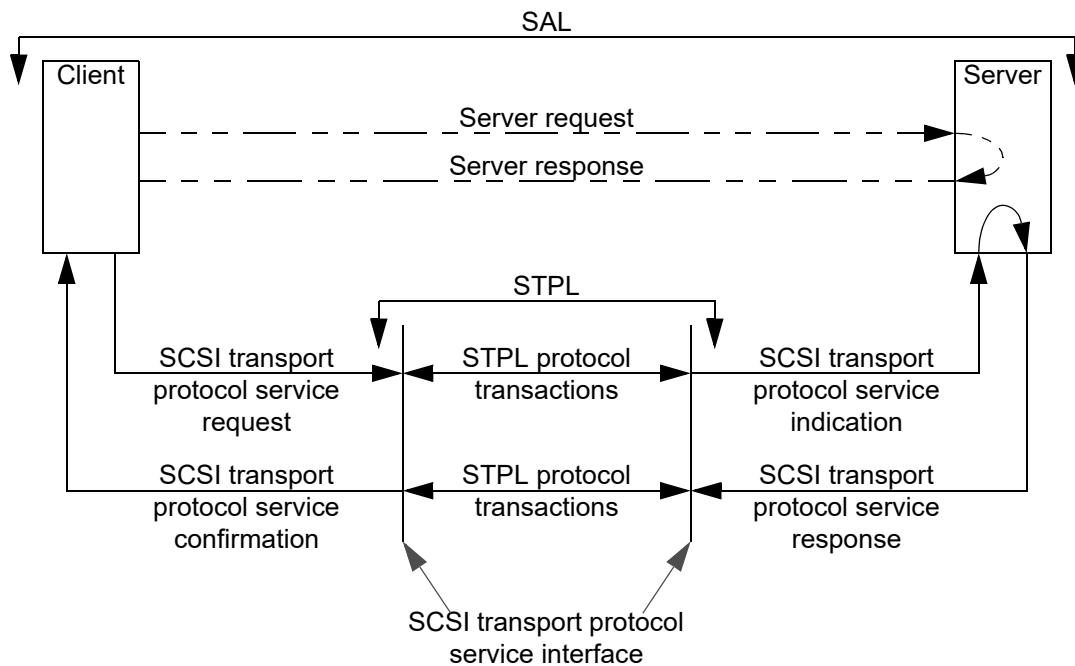 SAL
Client
Server
Server request
Server response
STPL
SCSI transport
protocol service
request
STPL protocol
transactions
SCSI transport
protocol service
indication
SCSI transport
protocol service
confirmation
STPL protocol
transactions
SCSI transport
protocol service
response
SCSI transport protocol
service interface